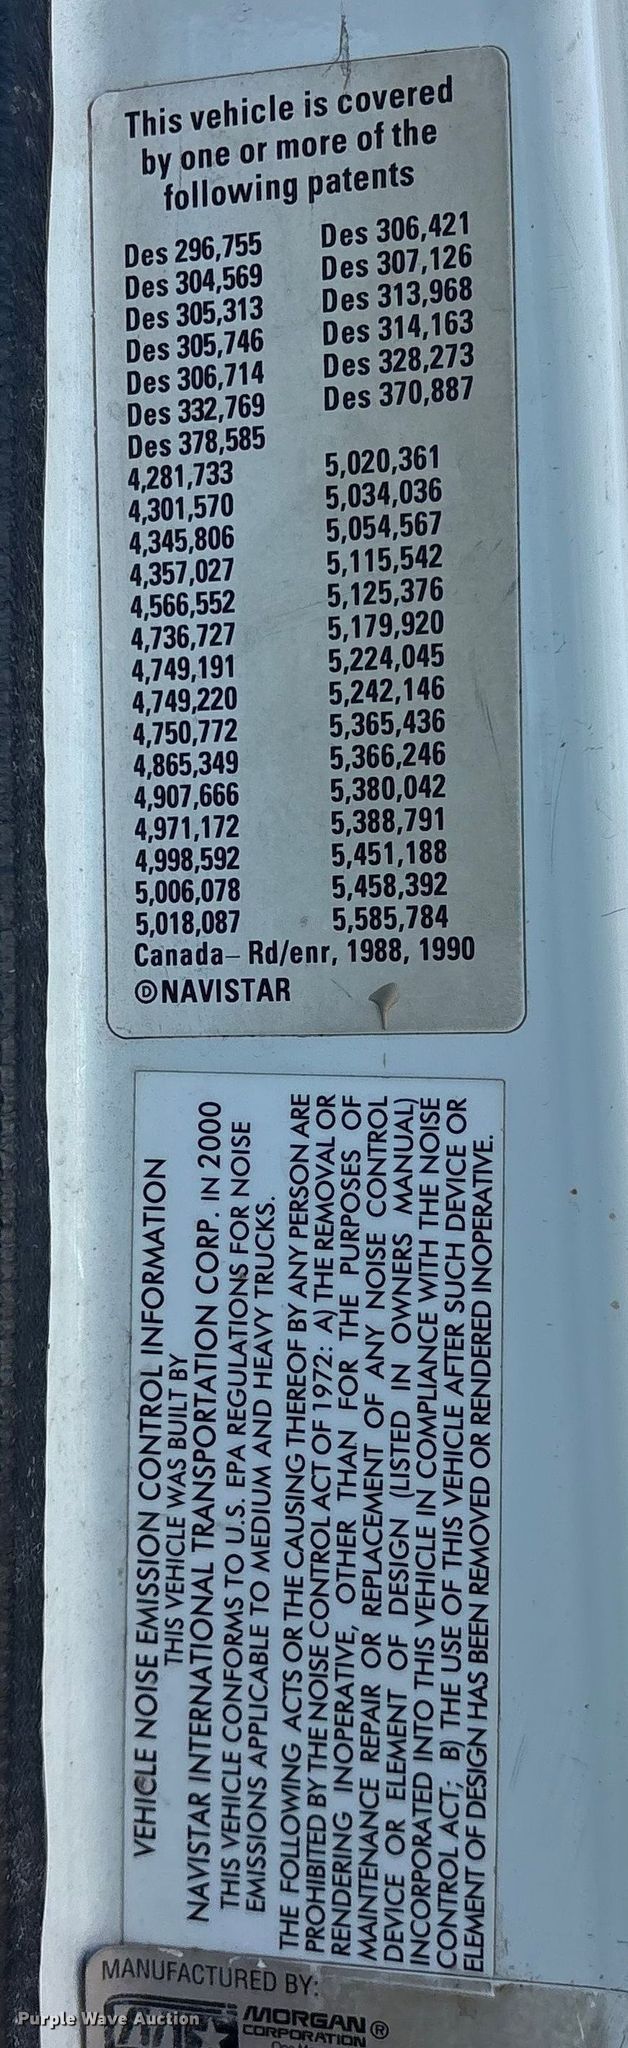 This vehicle is covered
by one or more of the
following patents
Des 296,755 Des 306,421
Des 304,569 Des 307,126
Des 305,313 Des 313,968
Des 305,746 Des 314,163
Des 306,714 Des 328,273
Des 332,769 Des 370,887
Des 378,585
4,281,733 5,020,361
4,301,570 5,034,036
4,345,806 5,054,567
4,357,027 5,115,542
4,566,552 5,125,376
4,736,727 5,179,920
4,749,191 5,224,045
4,749,220 5,242,146
4,750,772 5,365,436
4,865,349 5,366,246
4,907,666 5,380,042
4,971,172 5,388,791
4,998,592 5,451,188
5,006,078 5,458,392
5,018,087 5,585,784
Canada– Rd/enr, 1988, 1990
Ⓓ NAVISTAR
VEHICLE NOISE EMISSION CONTROL INFORMATION
THIS VEHICLE WAS BUILT BY
NAVISTAR INTERNATIONAL TRANSPORTATION CORP. IN 2000
THIS VEHICLE CONFORMS TO U.S. EPA REGULATIONS FOR NOISE
EMISSIONS APPLICABLE TO MEDIUM AND HEAVY TRUCKS.
THE FOLLOWING ACTS OR THE CAUSING THEREOF BY ANY PERSON ARE
PROHIBITED BY THE NOISE CONTROL ACT OF 1972: A) THE REMOVAL OR
RENDERING INOPERATIVE, OTHER THAN FOR THE PURPOSES OF
MAINTENANCE REPAIR OR REPLACEMENT OF ANY NOISE CONTROL
DEVICE OR ELEMENT OF DESIGN (LISTED IN OWNERS MANUAL)
INCORPORATED INTO THIS VEHICLE IN COMPLIANCE WITH THE NOISE
CONTROL ACT; B) THE USE OF THIS VEHICLE AFTER SUCH DEVICE OR
ELEMENT OF DESIGN HAS BEEN REMOVED OR RENDERED INOPERATIVE.
MANUFACTURED BY:
MORGAN®
CORPORATION
Purple Wave Auction